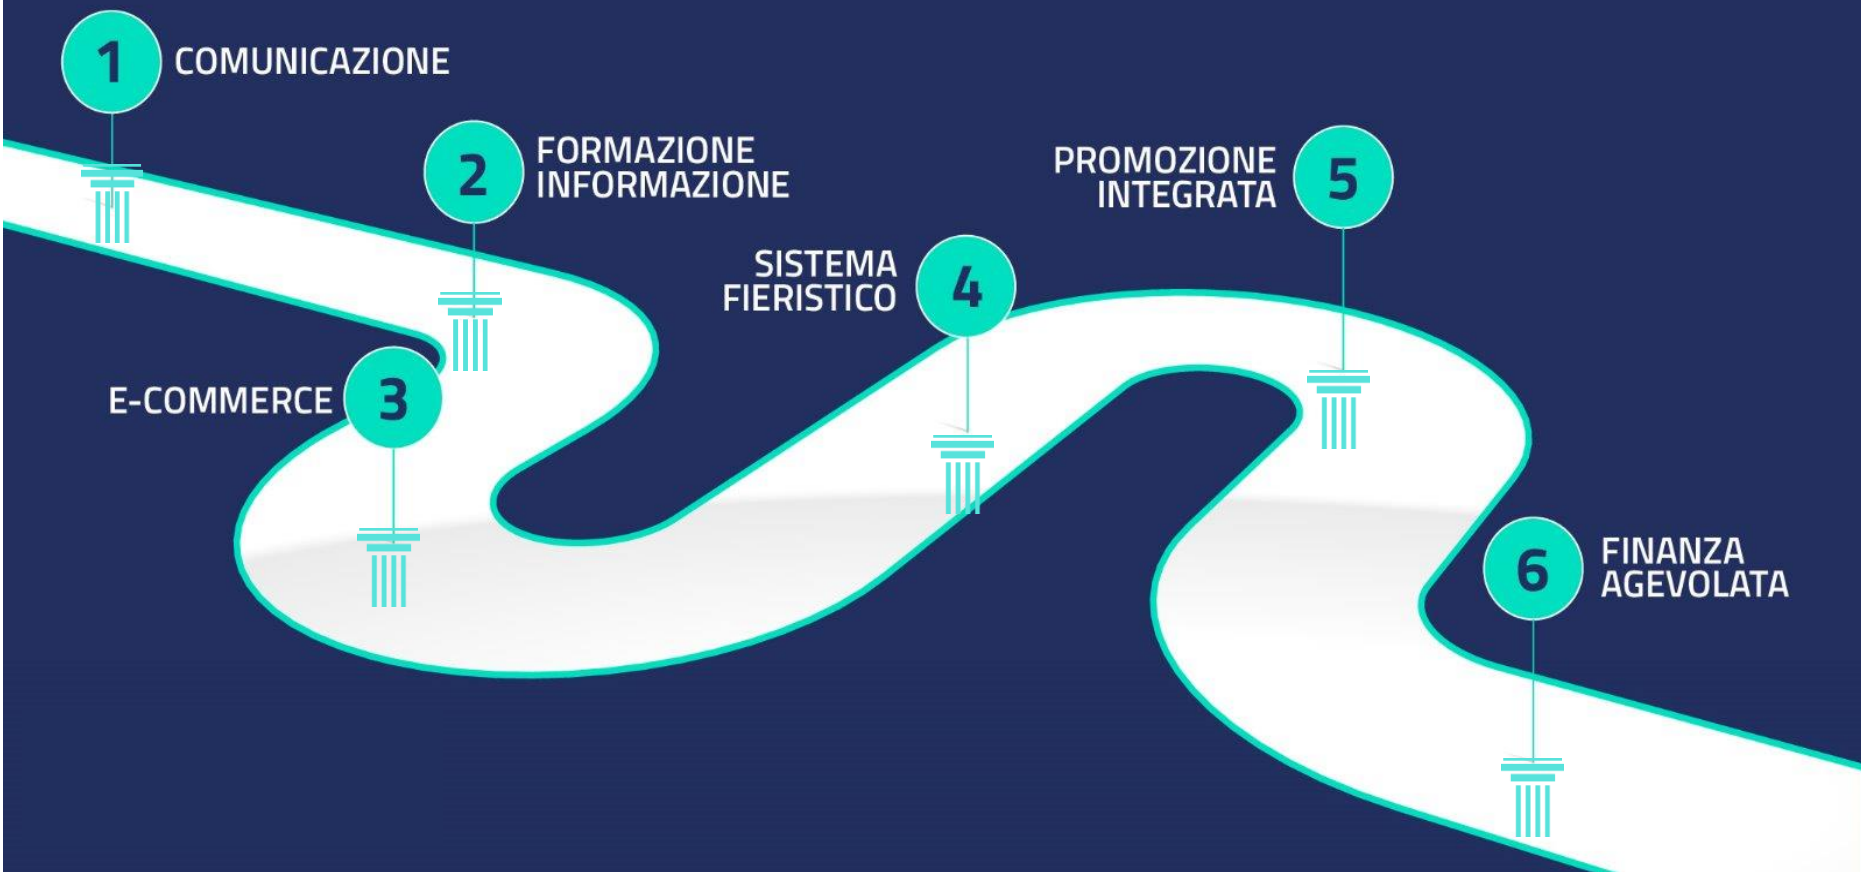 1
COMUNICAZIONE
2
FORMAZIONE
INFORMAZIONE
3
E-COMMERCE
4
SISTEMA
FIERISTICO
5
PROMOZIONE
INTEGRATA
6
FINANZA
AGEVOLATA